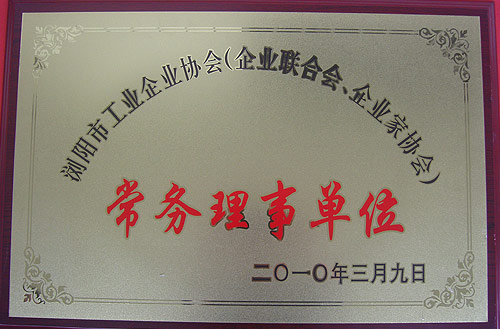 浏阳市工业企业协会(企业联合会、企业家协会)
常务理事单位
二〇一〇年三月九日